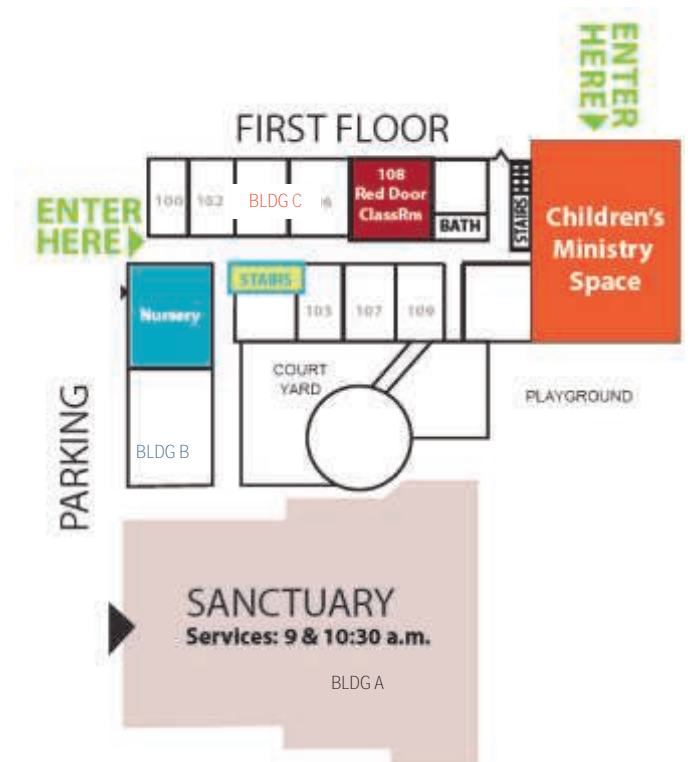 ENTER
HERE
FIRST FLOOR
ENTER
HERE
100
102
BLDG C
6
108
Red Door
ClassRm
BATH
STAIRS
Children's
Ministry
Space
STAIRS
Nursery
105
107
109
COURT
YARD
PLAYGROUND
PARKING
BLDG B
SANCTUARY
Services: 9 & 10:30 a.m.
BLDG A